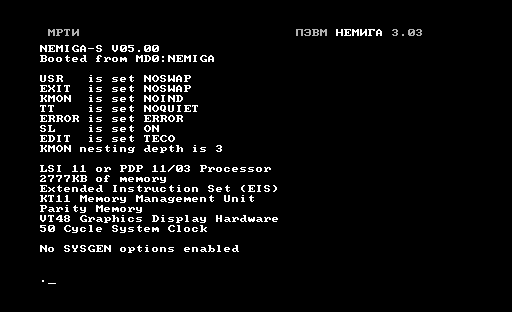 МРТИ ПЭВМ НЕМИГА 3.03
NEMIGA-S V05.00
Booted from MD0:NEMIGA
USR is set NOSWAP
EXIT is set NOSWAP
KMON is set NOIND
TT is set NOQUIET
ERROR is set ERROR
SL is set ON
EDIT is set TECO
KMON nesting depth is 3
LSI 11 or PDP 11/03 Processor
2777KB of memory
Extended Instruction Set (EIS)
KT11 Memory Management Unit
Parity Memory
VT48 Graphics Display Hardware
50 Cycle System Clock
No SYSGEN options enabled
._